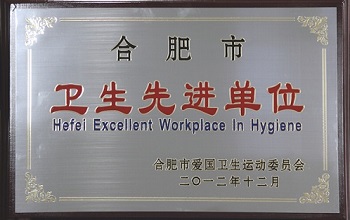 合肥市
卫生先进单位
Hefei Excellent Workplace In Hygiene
合肥市爱国卫生运动委员会
二〇一二年十二月